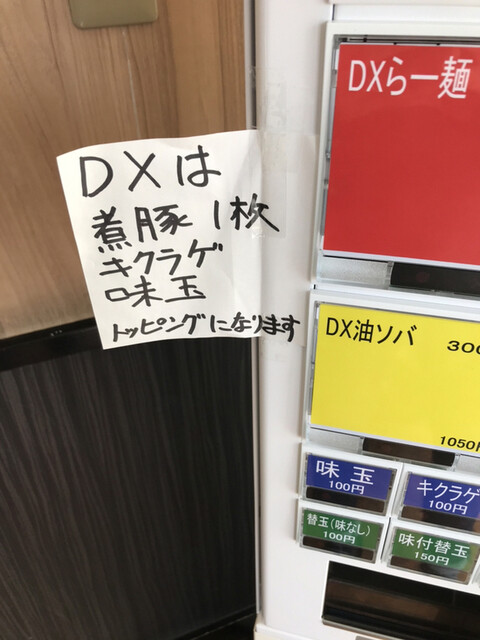 DXは
煮豚1枚
キクラゲ
味玉
トッピングになります
DXらー麺
DX油ソバ
300
1050円
味玉
100円
キクラゲ
100円
替玉(味なし)
100円
味付替玉
150円